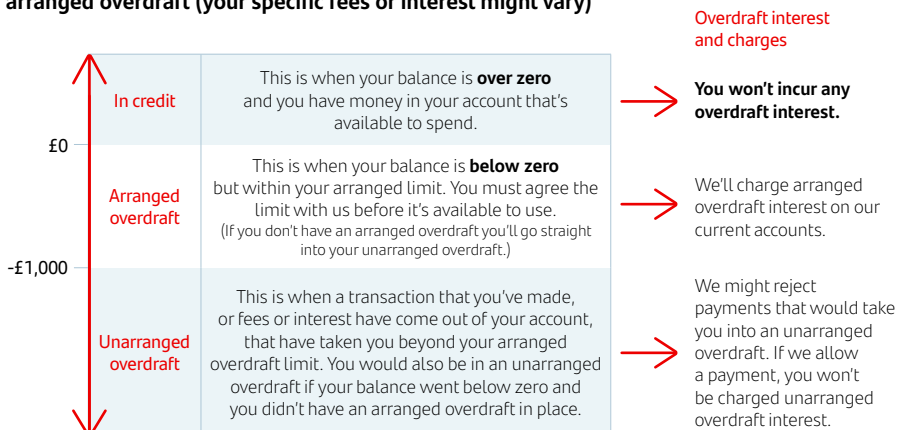 arranged overdraft (your specific fees or interest might vary)
Overdraft interest
and charges
In credit
This is when your balance is over zero
and you have money in your account that's
available to spend.
You won't incur any
overdraft interest.
£0
Arranged
overdraft
This is when your balance is below zero
but within your arranged limit. You must agree the
limit with us before it's available to use.
(If you don't have an arranged overdraft you'll go straight
into your unarranged overdraft.)
We'll charge arranged
overdraft interest on our
current accounts.
-£1,000
Unarranged
overdraft
This is when a transaction that you've made,
or fees or interest have come out of your account,
that have taken you beyond your arranged
overdraft limit. You would also be in an unarranged
overdraft if your balance went below zero and
you didn't have an arranged overdraft in place.
We might reject
payments that would take
you into an unarranged
overdraft. If we allow
a payment, you won't
be charged unarranged
overdraft interest.